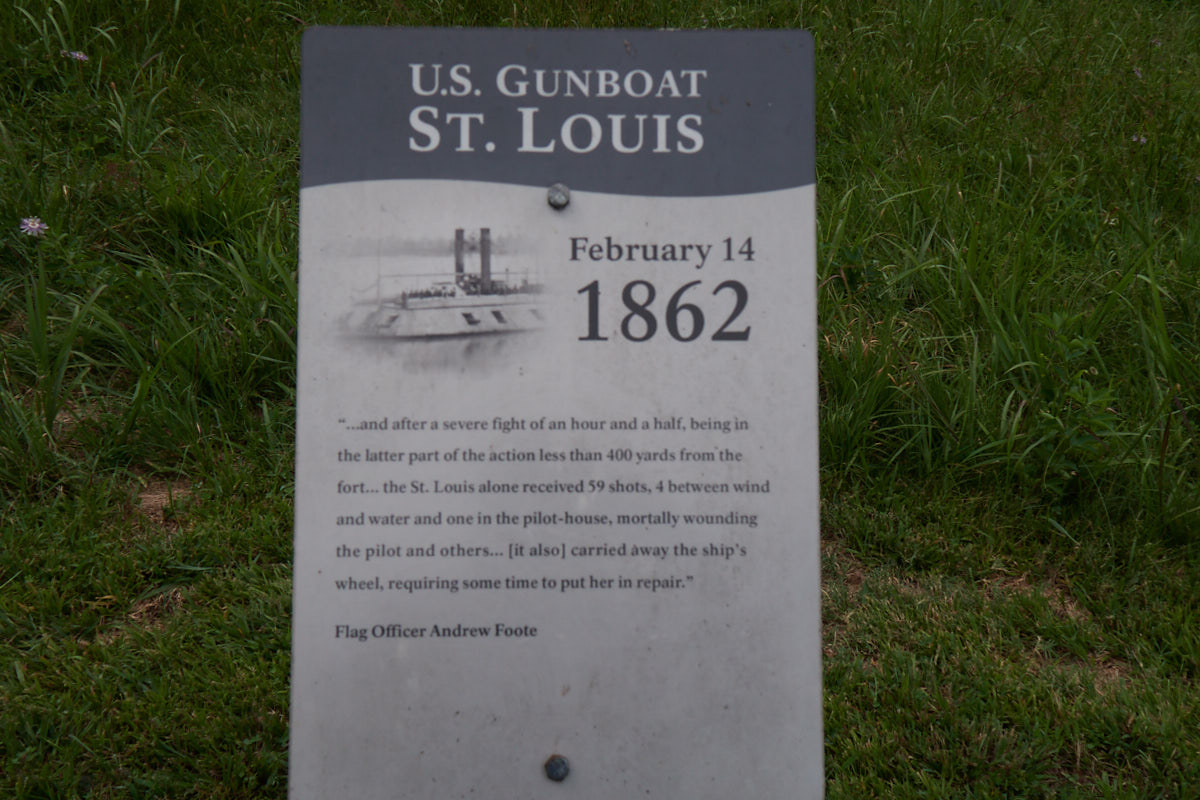 U.S. GUNBOAT
ST. LOUIS
February 14
1862
“...and after a severe fight of an hour and a half, being in
the latter part of the action less than 400 yards from the
fort... the St. Louis alone received 59 shots, 4 between wind
and water and one in the pilot-house, mortally wounding
the pilot and others... [it also] carried away the ship’s
wheel, requiring some time to put her in repair.”
Flag Officer Andrew Foote